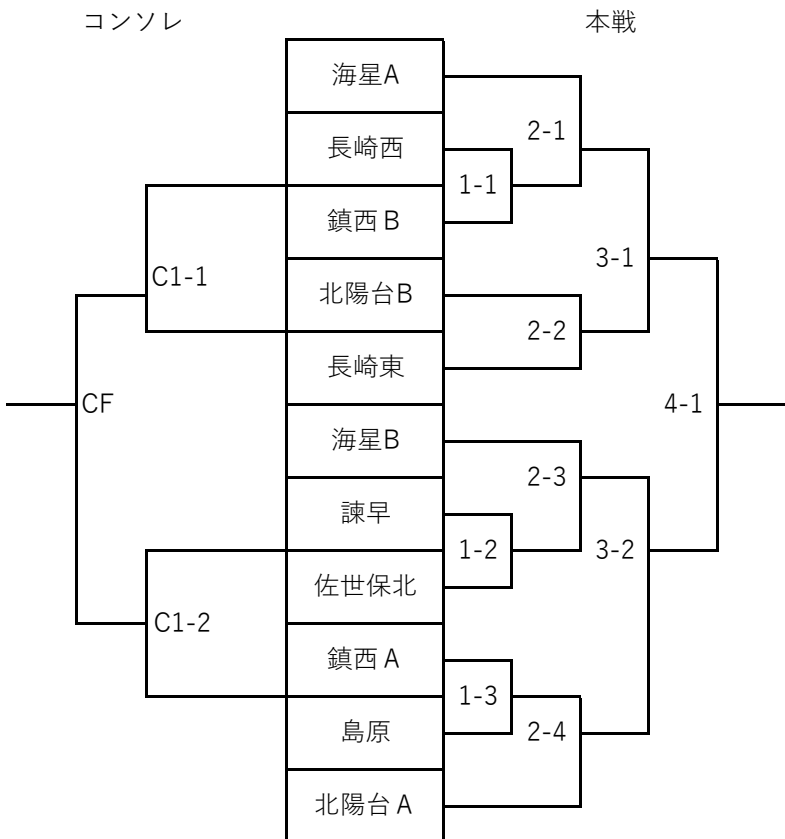 コンソレ
本戦
海星A
長崎西
鎮西B
北陽台B
長崎東
海星B
諫早
佐世保北
鎮西A
島原
北陽台A
C1-1
CF
C1-2
1-1
2-1
3-1
2-2
4-1
2-3
1-2
3-2
1-3
2-4